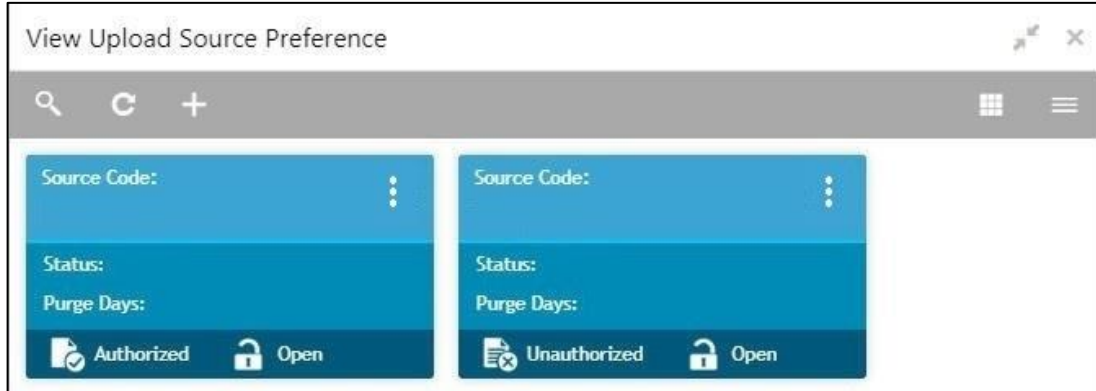 View Upload Source Preference
Source Code: Source Code:
Status: Status:
Purge Days: Purge Days:
Authorized Open Unauthorized Open